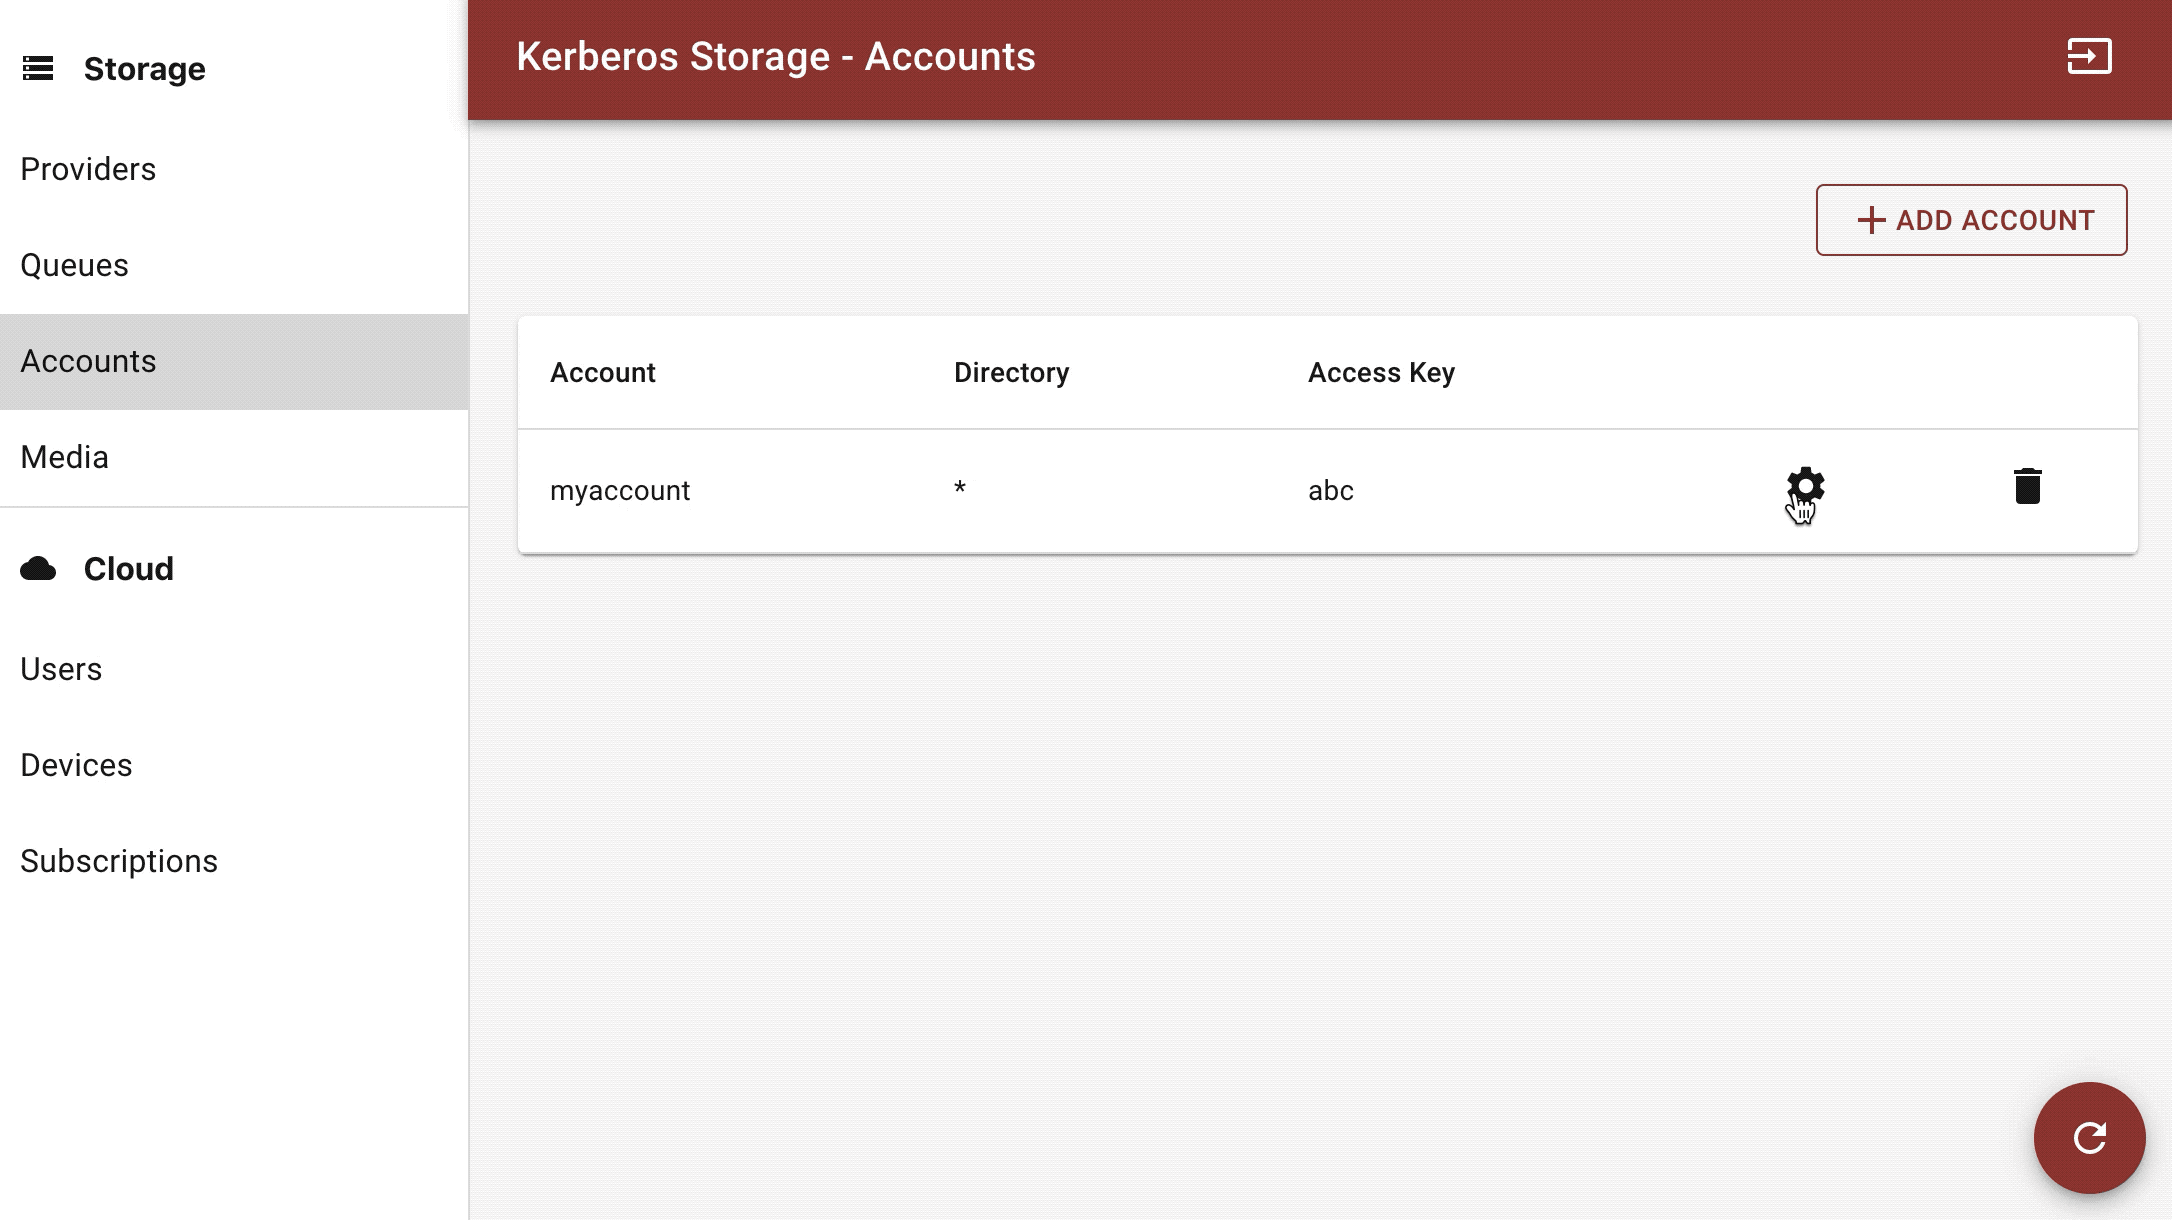 Storage
Providers
Queues
Accounts
Media
Cloud
Users
Devices
Subscriptions
Kerberos Storage - Accounts
ADD ACCOUNT
Account Directory Access Key
myaccount * abc